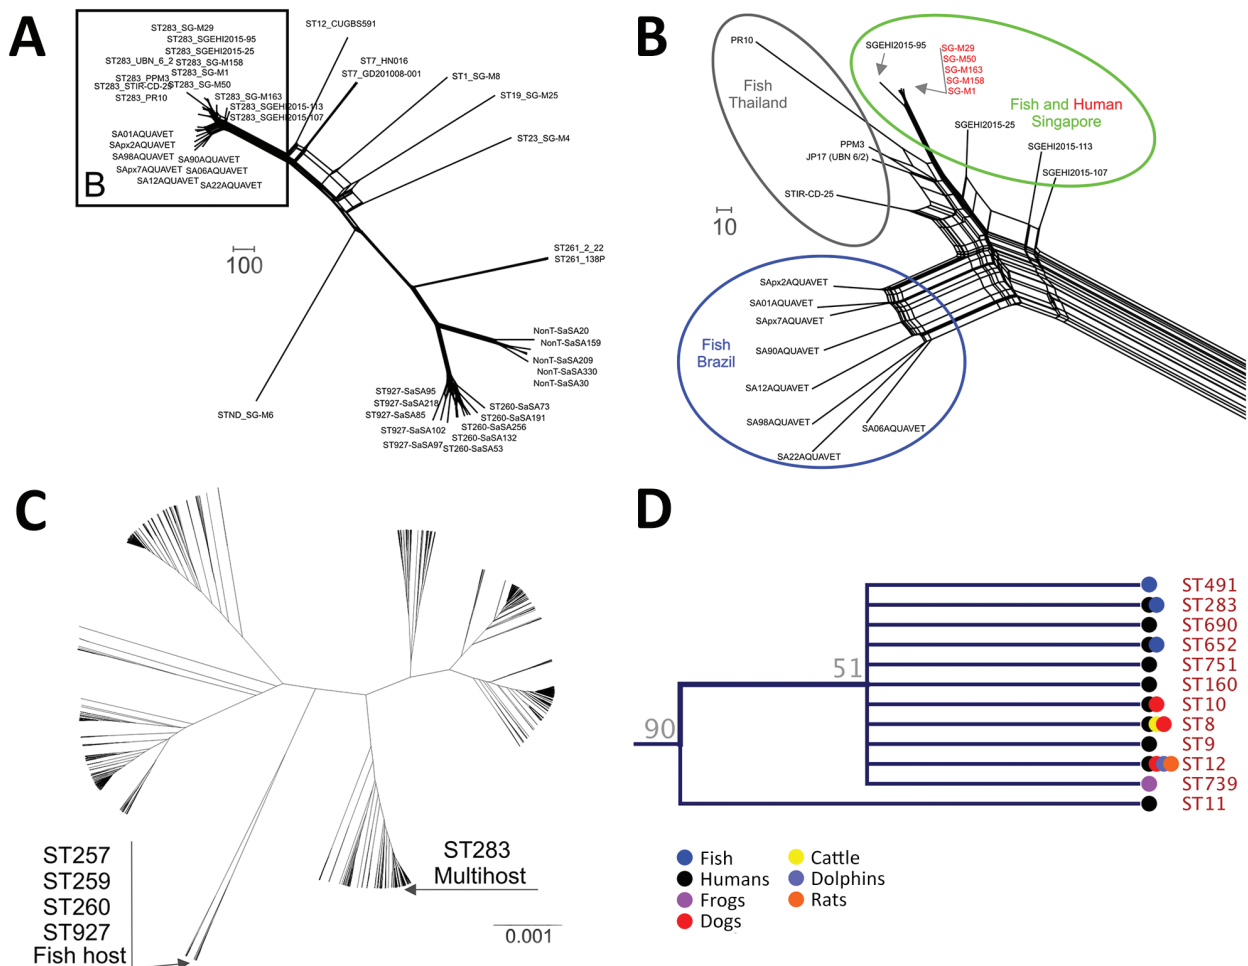 A
ST283_SG-M29
ST283_SGEHI2015-95
ST283_SGEHI2015-25
ST283_UBN_6_2
ST283_SG-M158
ST283_SG-M1
ST283_PPM3
ST283_STIR-CD-25
ST283_SG-M50
ST283_PR10
ST283_SG-M163
ST283_SGEHI2015-113
ST283_SGEHI2015-107
SA01AQUAVET
SApx2AQUAVET
SA98AQUAVET
SA90AQUAVET
SApx7AQUAVET
SA06AQUAVET
SA12AQUAVET
SA22AQUAVET
B
ST12_CUGBS591
ST7_HN016
ST7_GD201008-001
ST1_SG-M8
ST19_SG-M25
ST23_SG-M4
100
ST261_2_22
ST261_138P
NonT-SaSA20
NonT-SaSA159
NonT-SaSA209
NonT-SaSA330
NonT-SaSA30
STND_SG-M6
ST927-SaSA95
ST927-SaSA218
ST927-SaSA85
ST927-SaSA102
ST927-SaSA97
ST260-SaSA73
ST260-SaSA191
ST260-SaSA256
ST260-SaSA132
ST260-SaSA53
B
PR10
Fish
Thailand
SGEHI2015-95
SG-M29
SG-M50
SG-M163
SG-M158
SG-M1
Fish and Human
Singapore
SGEHI2015-25
SGEHI2015-113
SGEHI2015-107
PPM3
JP17 (UBN 6/2)
STIR-CD-25
10
SApx2AQUAVET
SA01AQUAVET
SApx7AQUAVET
Fish
Brazil
SA90AQUAVET
SA12AQUAVET
SA98AQUAVET
SA06AQUAVET
SA22AQUAVET
C
ST257
ST259
ST260
ST927
Fish host
ST283
Multihost
0.001
D
90
51
ST491
ST283
ST690
ST652
ST751
ST160
ST10
ST8
ST9
ST12
ST739
ST11
Fish
Humans
Frogs
Dogs
Cattle
Dolphins
Rats